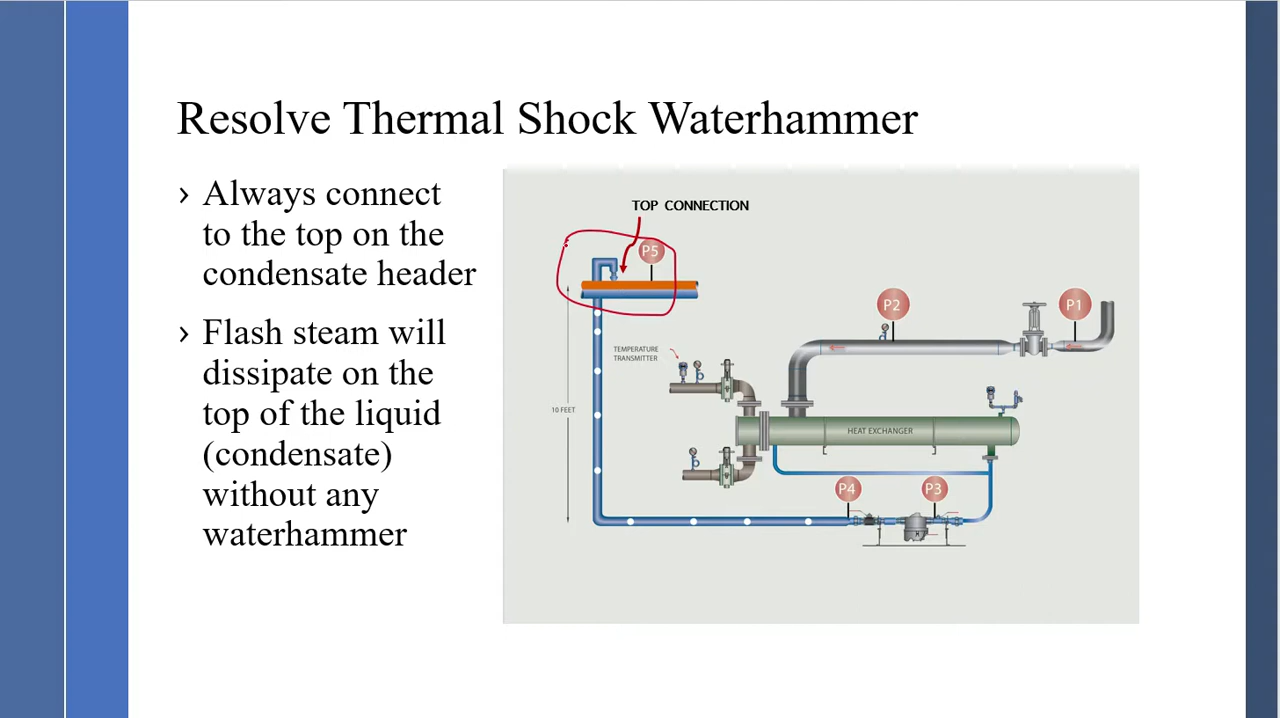 Resolve Thermal Shock Waterhammer
› Always connect
to the top on the
condensate header
› Flash steam will
dissipate on the
top of the liquid
(condensate)
without any
waterhammer
TOP CONNECTION
P5
P2
P1
TEMPERATURE
TRANSMITTER
10 FEET
HEAT EXCHANGER
P4
P3